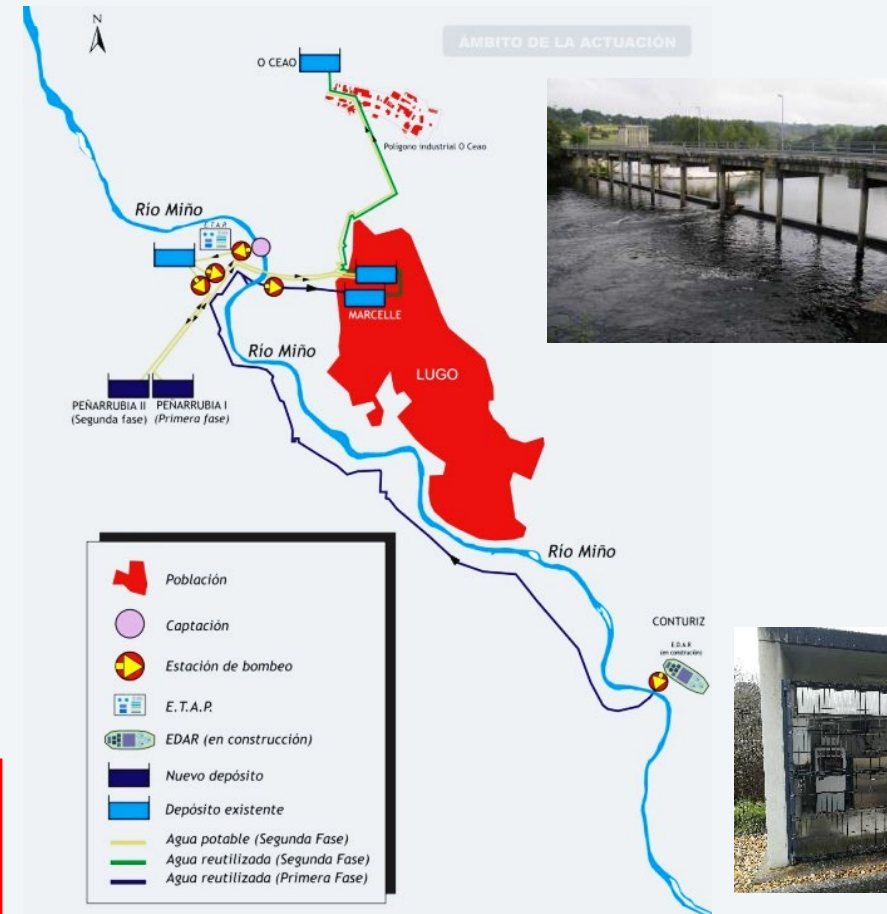 N
ÁMBITO DE LA ACTUACIÓN
O CEAO
Polígono industrial O Ceao
Río Miño
E.T.A.P.
MARCELLE
Río Miño
LUGO
PEÑARRUBIA II
(Segunda fase)
PEÑARRUBIA I
(Primera fase)
Río Miño
CONTURIZ
E.D.A.R
(en construcción)
Población
Captación
Estación de bombeo
E.T.A.P.
EDAR (en construcción)
Nuevo depósito
Depósito existente
Agua potable (Segunda Fase)
Agua reutilizada (Segunda Fase)
Agua reutilizada (Primera Fase)